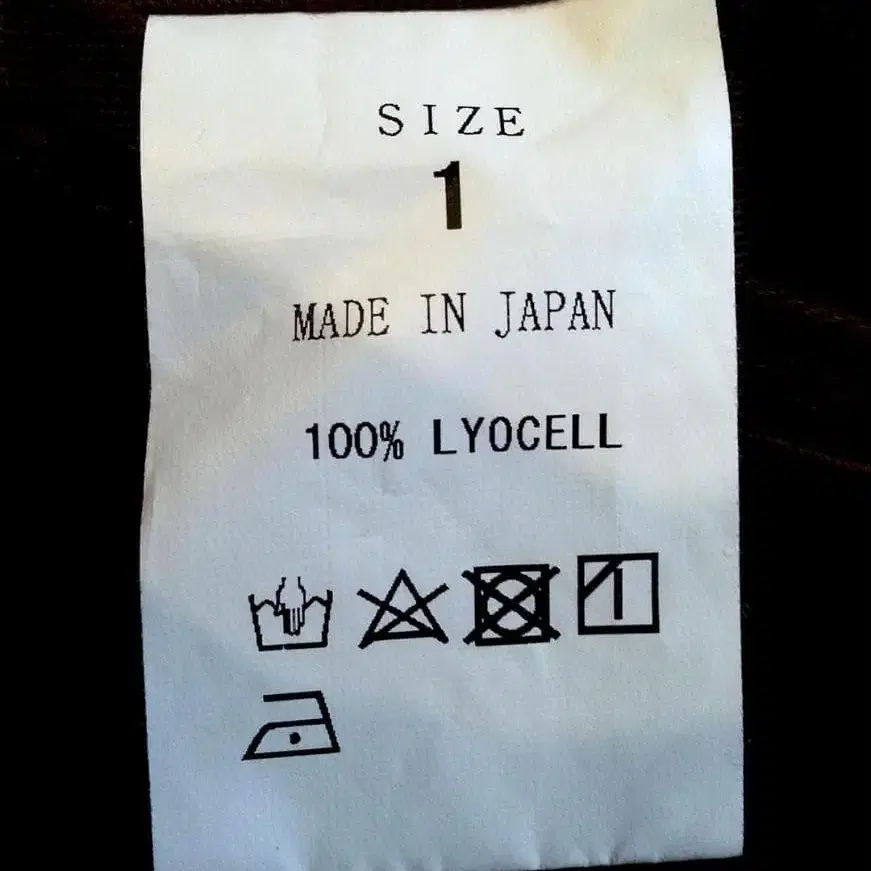 SIZE
1
MADE IN JAPAN
100% LYOCELL